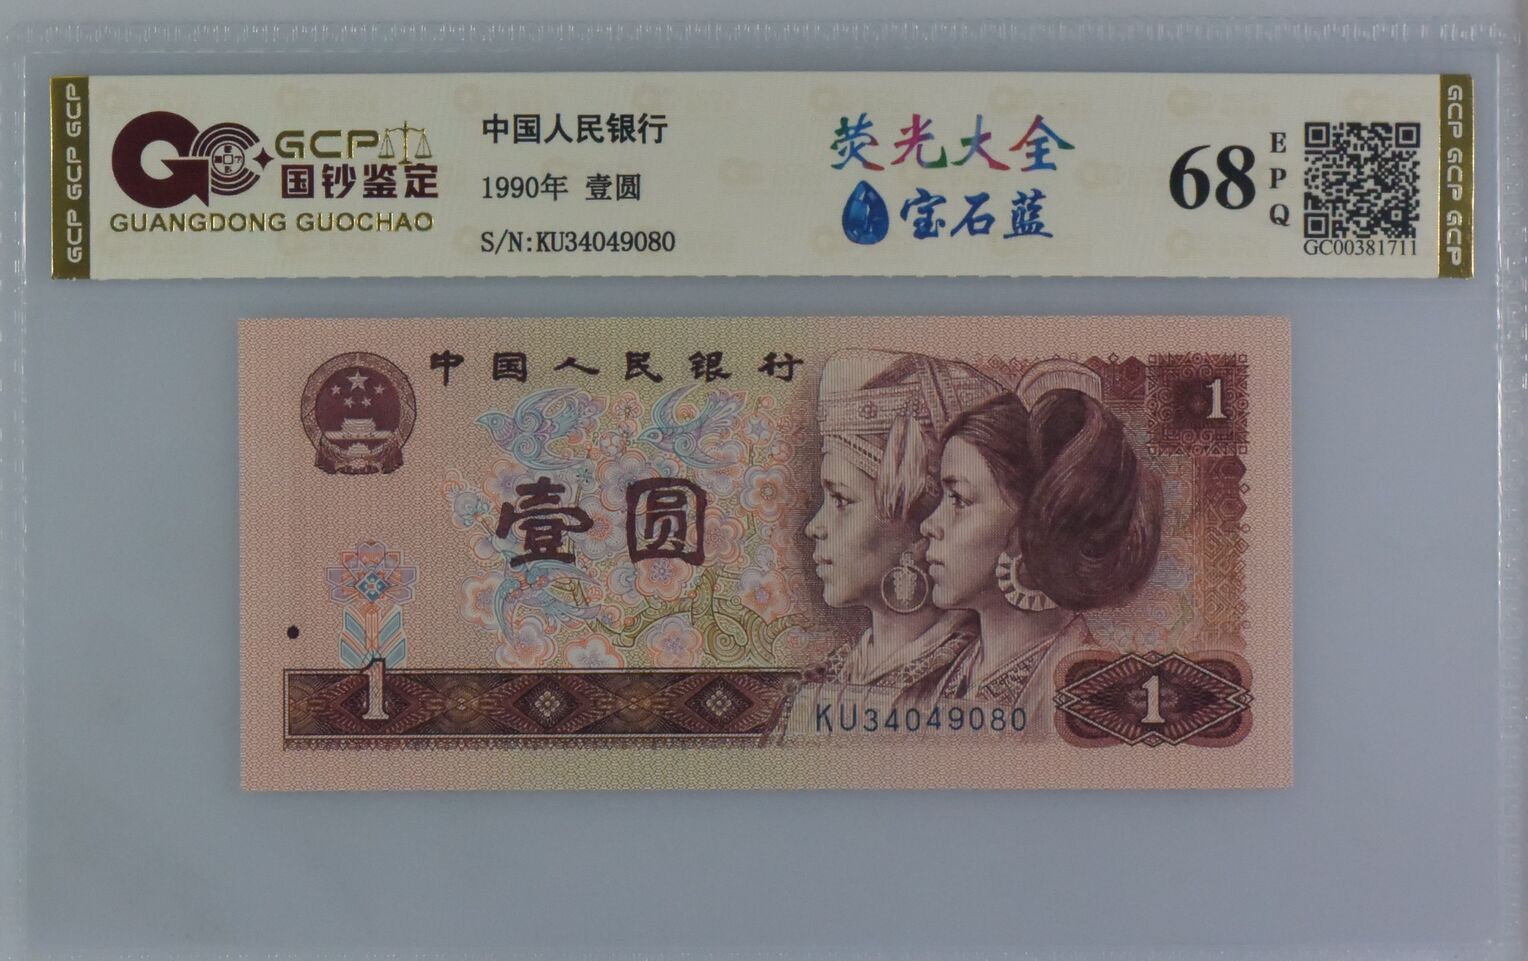 GCP GCP GCP
GCP
国钞鉴定
GUANGDONG GUOCHAO
中国人民银行
1990年 壹圆
S/N:KU34049080
荧光大全
宝石蓝
68
EPQ
GC00381711
GCP GCP GCP
中国人民银行
1
壹圆
1
KU34049080
1